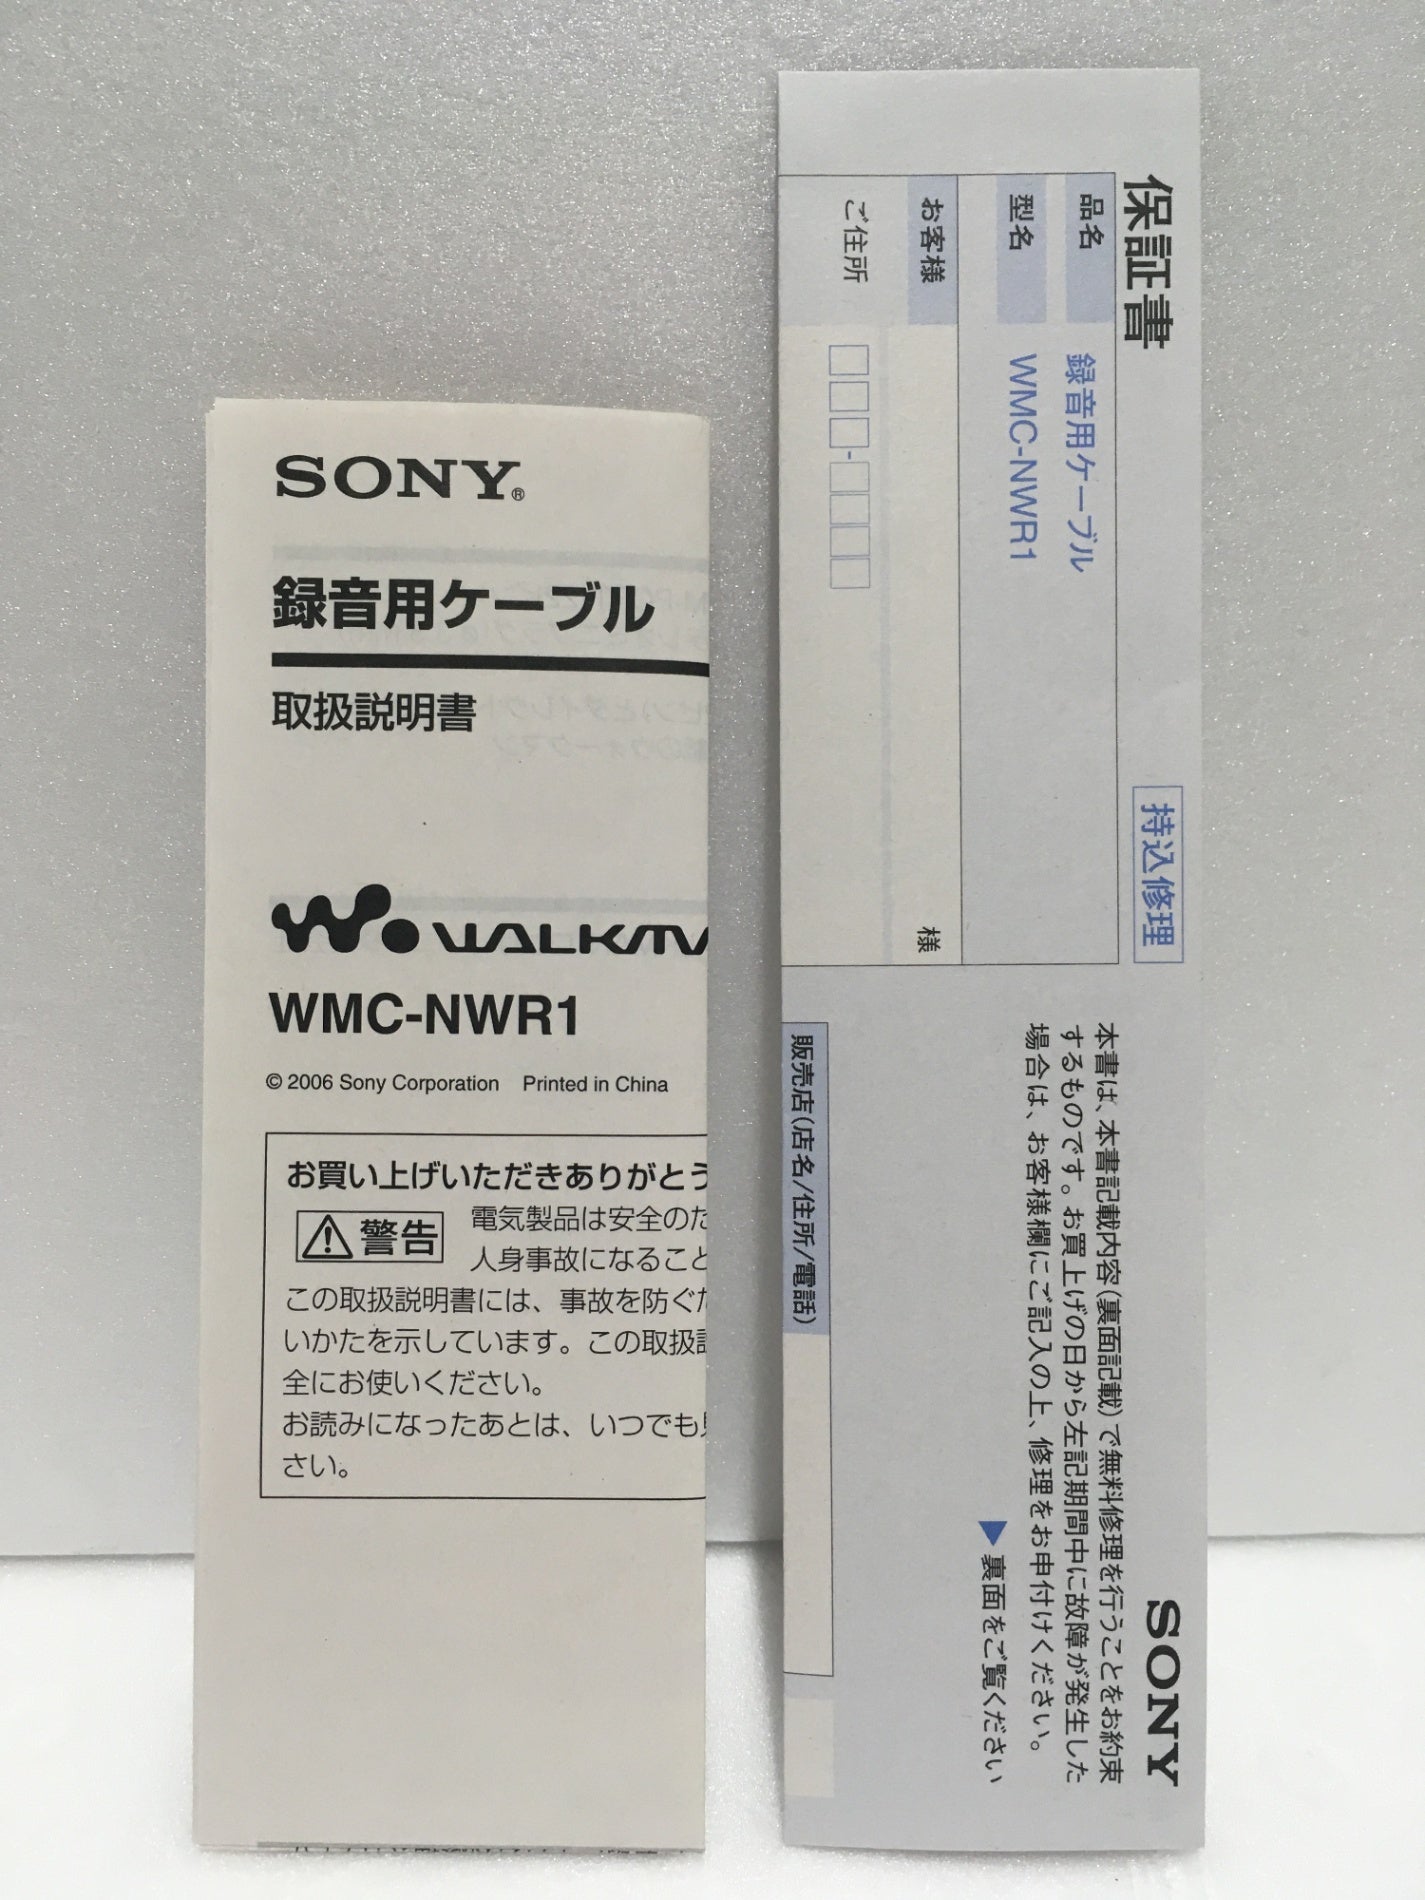 SONY®
録音用ケーブル
取扱説明書
WALKMA
WMC-NWR1
© 2006 Sony Corporation Printed in China
お買い上げいただきありがとう
警告
電気製品は安全のた
人身事故になること
この取扱説明書には、事故を防ぐた
いかたを示しています。この取扱説
全にお使いください。
お読みになったあとは、いつでも
さい。
保証書
持込修理
SONY
品名 録音用ケーブル
型名 WMC-NWR1
お客様
様
ご住所
-
本書は、本書記載内容(裏面記載)で無料修理を行うことをお約束
するものです。お買上げの日から左記期間中に故障が発生した
場合は、お客様欄にご記入の上、修理をお申付けください。
▶裏面をご覧ください
販売店(店名/住所/電話)